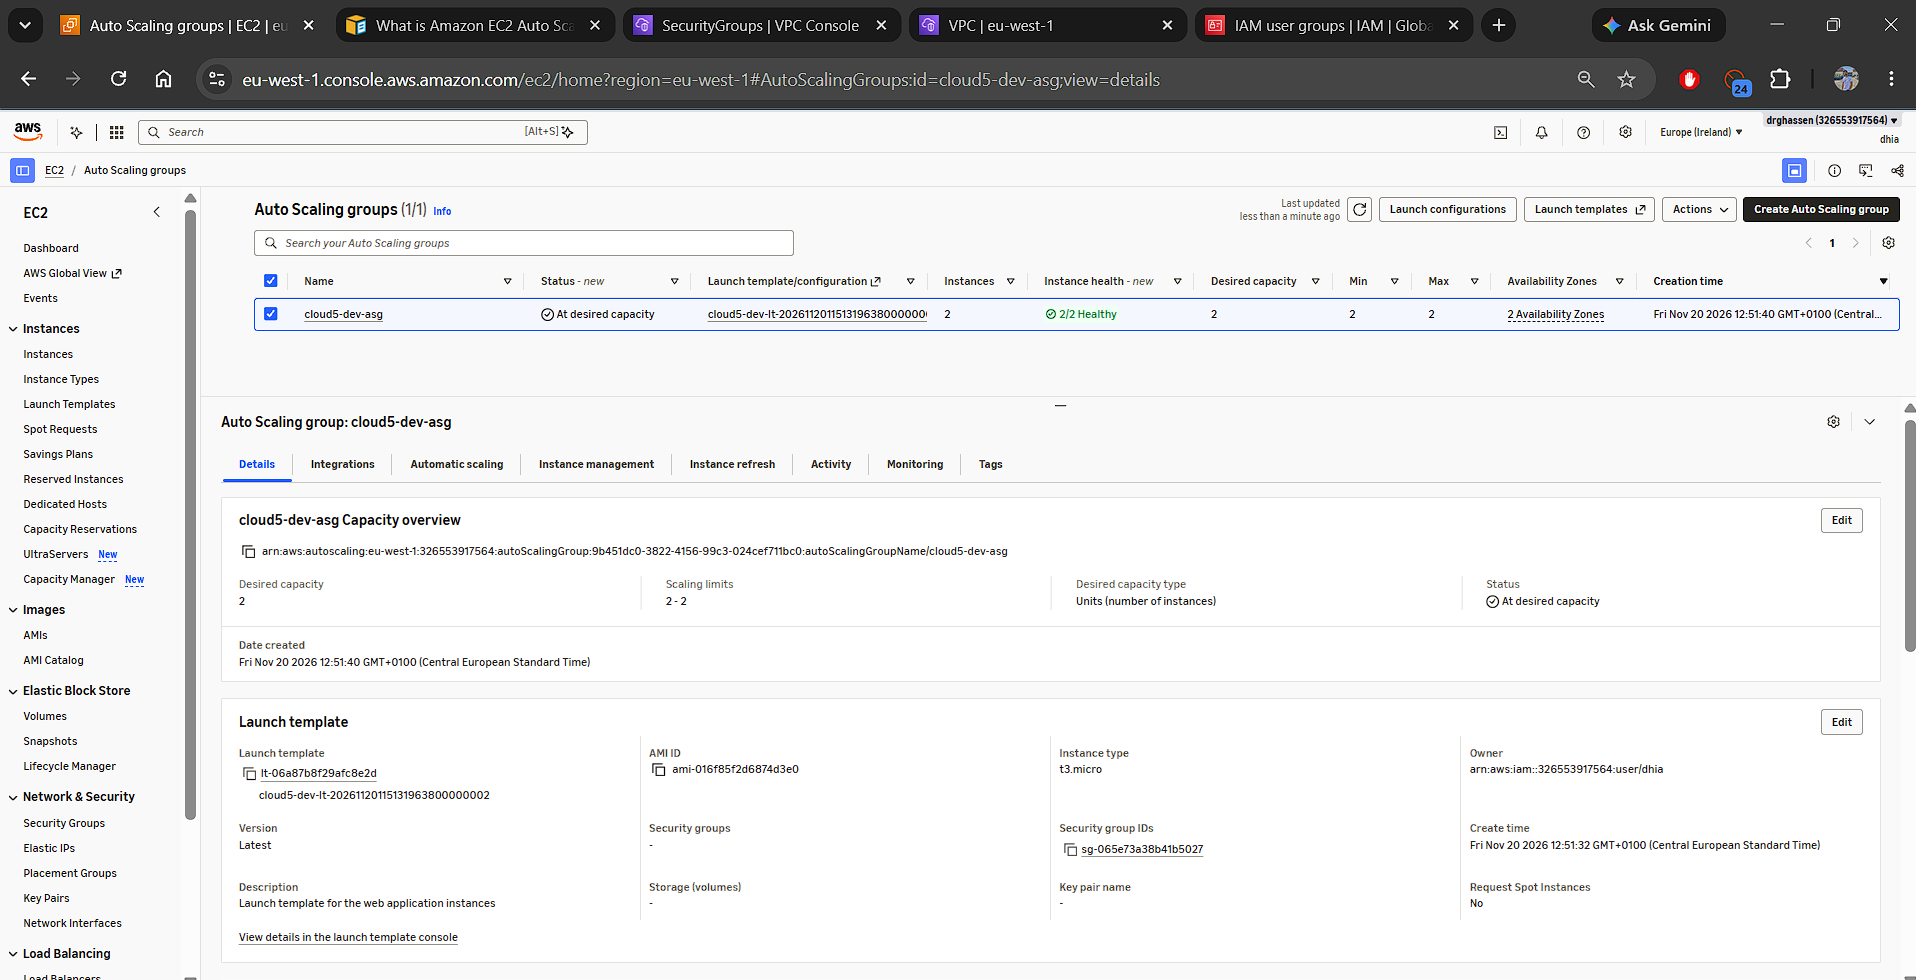 Auto Scaling groups | EC2 | eu
What is Amazon EC2 Auto Sca
SecurityGroups | VPC Console
VPC | eu-west-1
IAM user groups | IAM | Globa
Ask Gemini
eu-west-1.console.aws.amazon.com/ec2/home?region=eu-west-1#AutoScalingGroups:id=cloud5-dev-asg;view=details
24
aws
Search
[Alt+S]
Europe (Ireland)
drghassen (326553917564)
dhia
EC2 / Auto Scaling groups
EC2
Dashboard
AWS Global View
Events
Instances
Instances
Instance Types
Launch Templates
Spot Requests
Savings Plans
Reserved Instances
Dedicated Hosts
Capacity Reservations
UltraServers New
Capacity Manager New
Images
AMIs
AMI Catalog
Elastic Block Store
Volumes
Snapshots
Lifecycle Manager
Network & Security
Security Groups
Elastic IPs
Placement Groups
Key Pairs
Network Interfaces
Load Balancing
Load Balancers
Auto Scaling groups (1/1) Info
Last updated
less than a minute ago
Launch configurations
Launch templates
Actions
Create Auto Scaling group
Search your Auto Scaling groups
1
Name
Status - new
Launch template/configuration
Instances
Instance health - new
Desired capacity
Min
Max
Availability Zones
Creation time
cloud5-dev-asg
At desired capacity
cloud5-dev-lt-20261120115131963800000
2
2/2 Healthy
2
2
2
2 Availability Zones
Fri Nov 20 2026 12:51:40 GMT+0100 (Central...
Auto Scaling group: cloud5-dev-asg
Details
Integrations
Automatic scaling
Instance management
Instance refresh
Activity
Monitoring
Tags
cloud5-dev-asg Capacity overview
Edit
arn:aws:autoscaling:eu-west-1:326553917564:autoScalingGroup:9b451dc0-3822-4156-99c3-024cef711bc0:autoScalingGroupName/cloud5-dev-asg
Desired capacity
2
Scaling limits
2 - 2
Desired capacity type
Units (number of instances)
Status
At desired capacity
Date created
Fri Nov 20 2026 12:51:40 GMT+0100 (Central European Standard Time)
Launch template
Edit
Launch template
lt-06a87b8f29afc8e2d
cloud5-dev-lt-20261120115131963800000002
AMI ID
ami-016f85f2d6874d3e0
Instance type
t3.micro
Owner
arn:aws:iam::326553917564:user/dhia
Version
Latest
Security groups
-
Security group IDs
sg-065e73a38b41b5027
Create time
Fri Nov 20 2026 12:51:32 GMT+0100 (Central European Standard Time)
Description
Launch template for the web application instances
Storage (volumes)
-
Key pair name
-
Request Spot Instances
No
View details in the launch template console